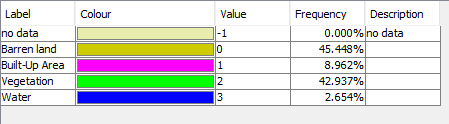 Label Colour Value Frequency Description
no data -1 0.000% no data
Barren land 0 45.448%
Built-Up Area 1 8.962%
Vegetation 2 42.937%
Water 3 2.654%